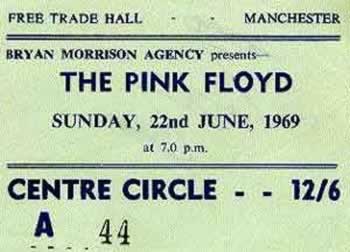 FREE TRADE HALL - - MANCHESTER
BRYAN MORRISON AGENCY presents—
THE PINK FLOYD
SUNDAY, 22nd JUNE, 1969
at 7.0 p.m.
CENTRE CIRCLE - - 12/6
A 44